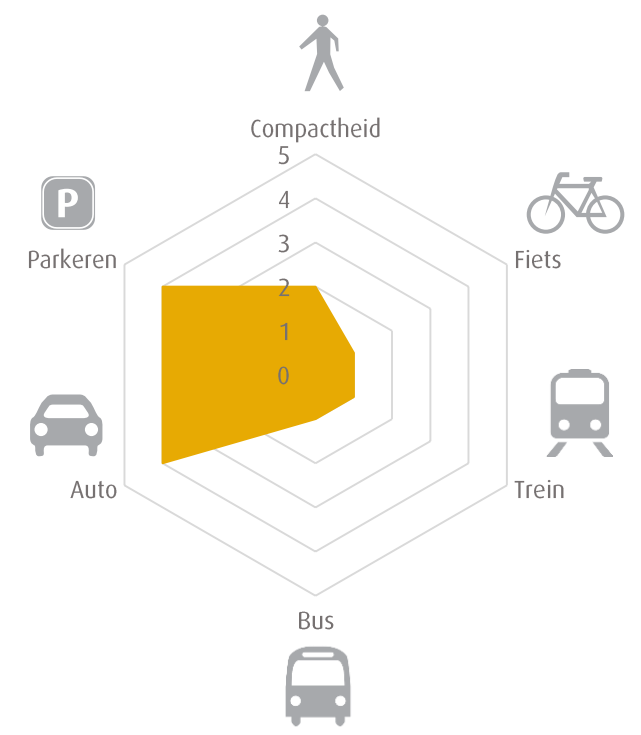 Compactheid
5
P
4
3
Parkeren
Fiets
2
1
0
Auto
Trein
Bus